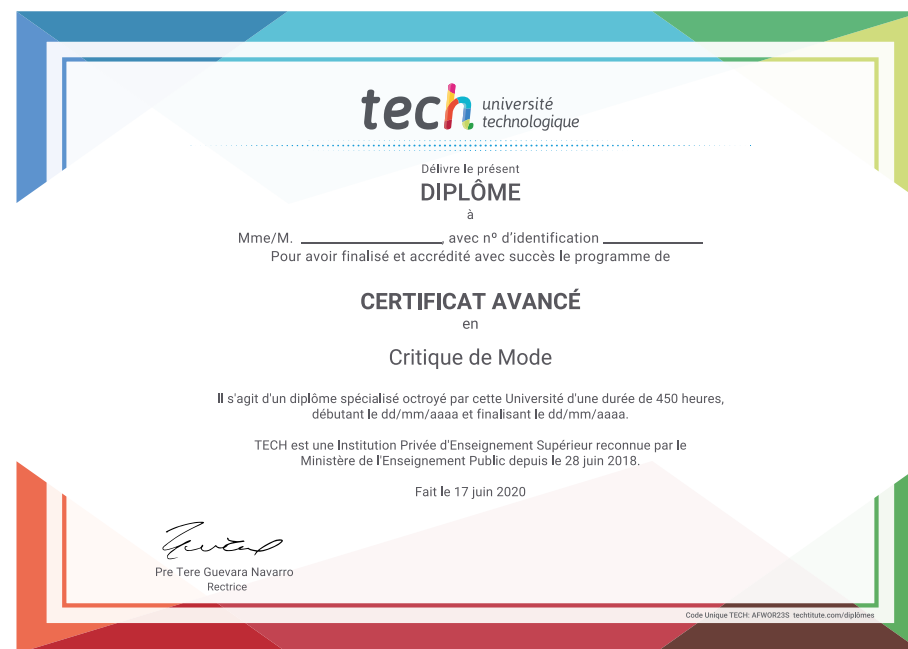 tech université
technologique
Délivre le présent
DIPLÔME
à
Mme/M. ____________________, avec nº d'identification ______________
Pour avoir finalisé et accrédité avec succès le programme de
CERTIFICAT AVANCÉ
en
Critique de Mode
Il s'agit d'un diplôme spécialisé octroyé par cette Université d'une durée de 450 heures,
débutant le dd/mm/aaaa et finalisant le dd/mm/aaaa.
TECH est une Institution Privée d'Enseignement Supérieur reconnue par le
Ministère de l'Enseignement Public depuis le 28 juin 2018.
Fait le 17 juin 2020
Pre Tere Guevara Navarro
Rectrice
Code Unique TECH: AFWOR23S techtitute.com/diplômes